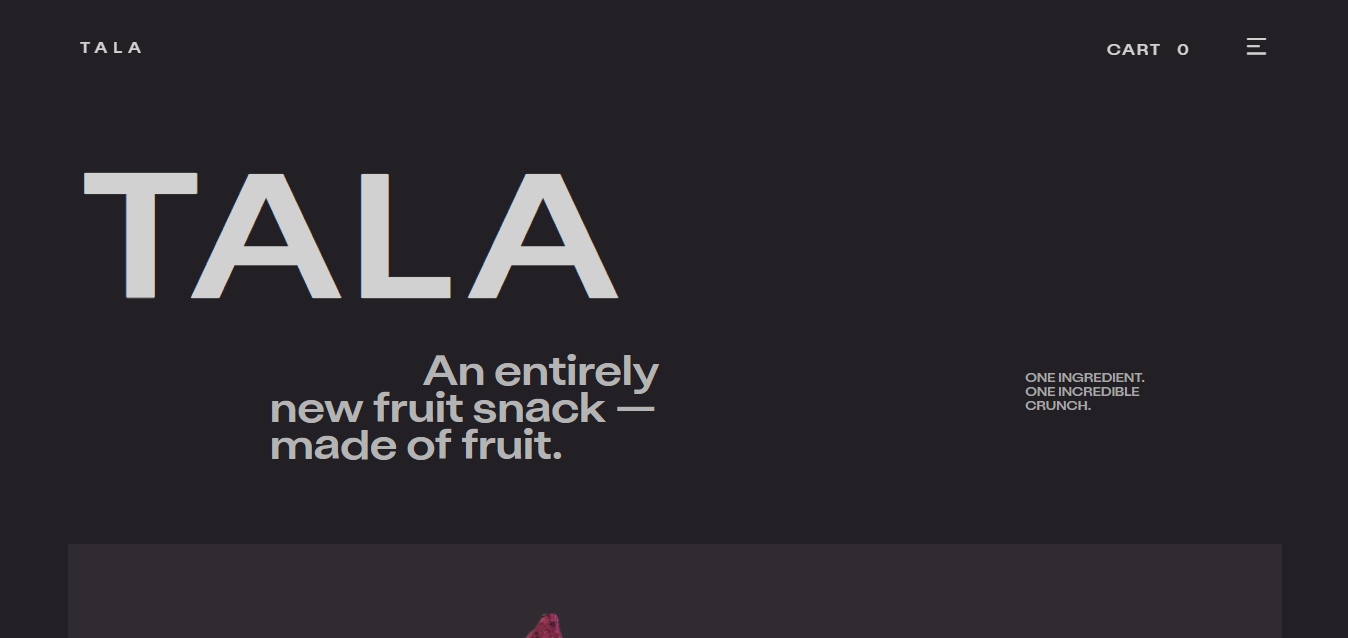 TALA
CART 0
TALA
An entirely
new fruit snack —
made of fruit.
ONE INGREDIENT.
ONE INCREDIBLE
CRUNCH.